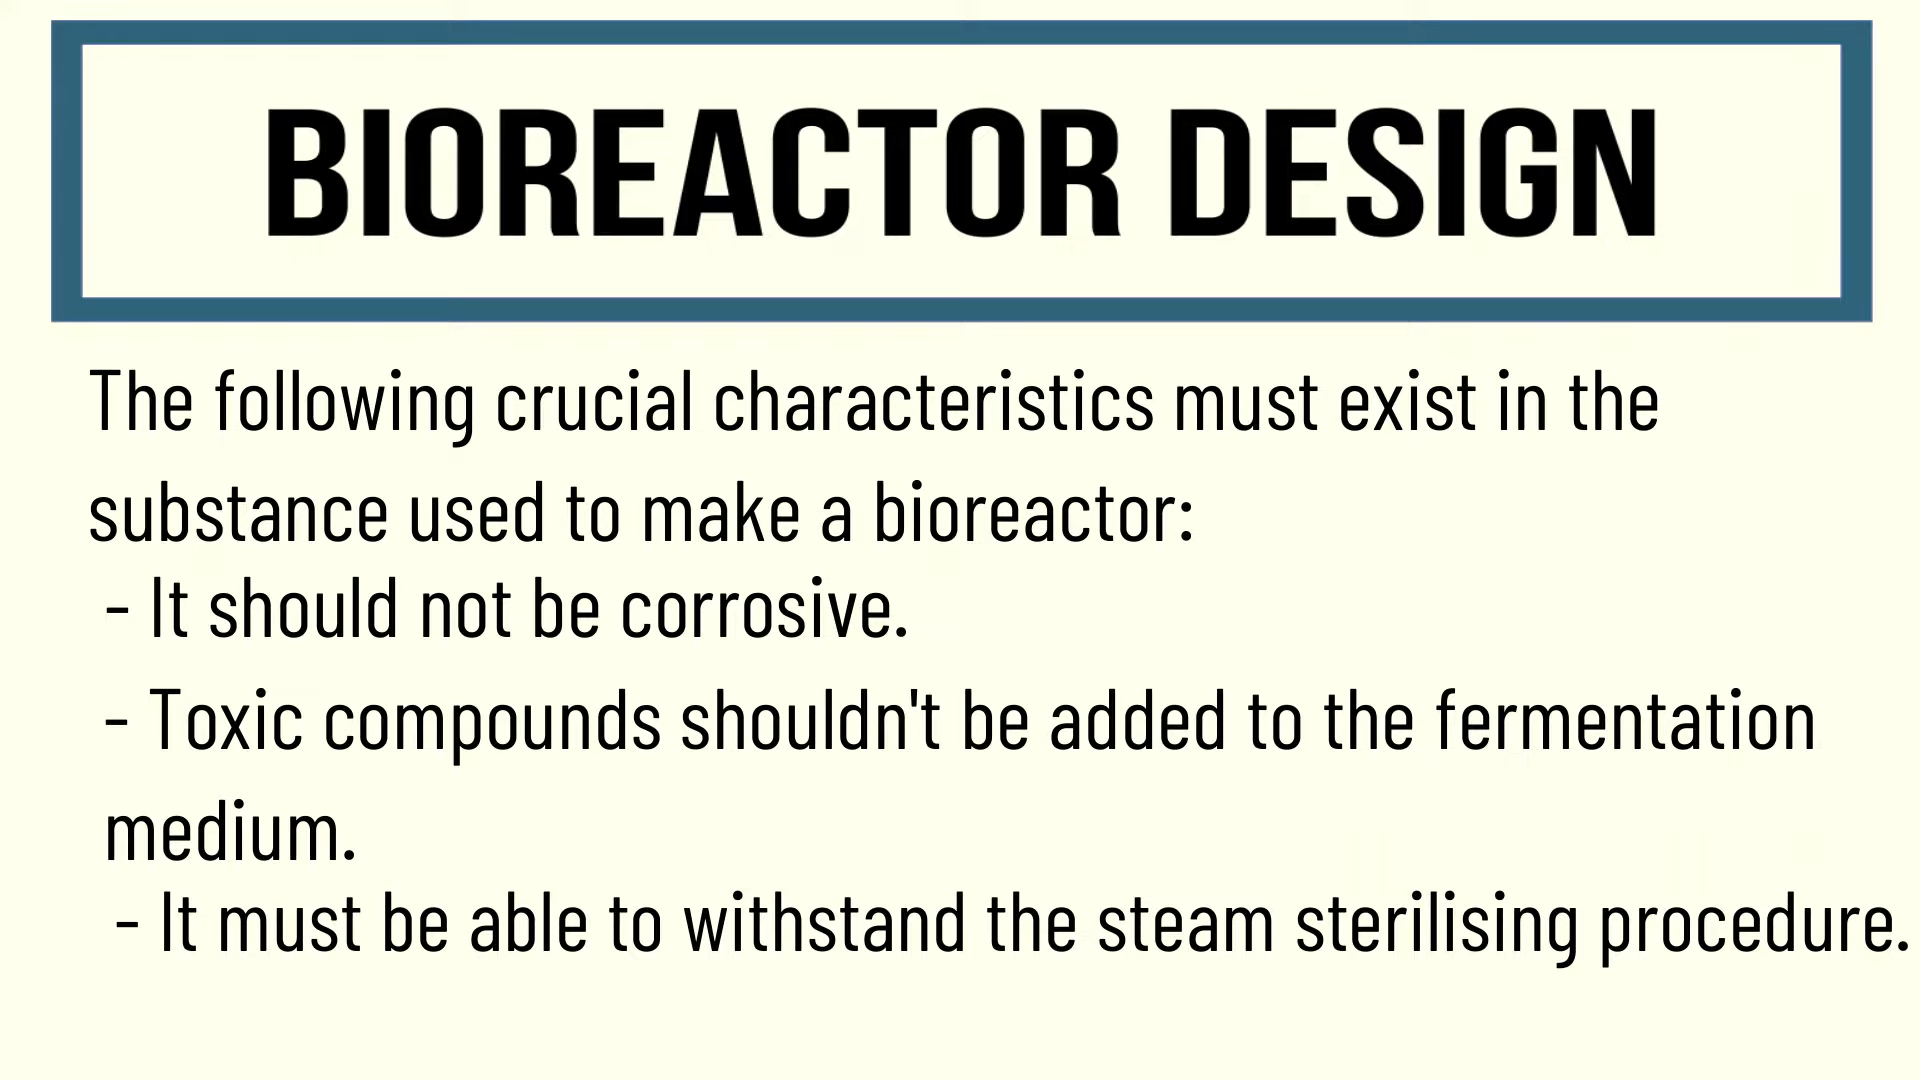 BIOREACTOR DESIGN
The following crucial characteristics must exist in the
substance used to make a bioreactor:
- It should not be corrosive.
- Toxic compounds shouldn't be added to the fermentation
medium.
- It must be able to withstand the steam sterilising procedure.